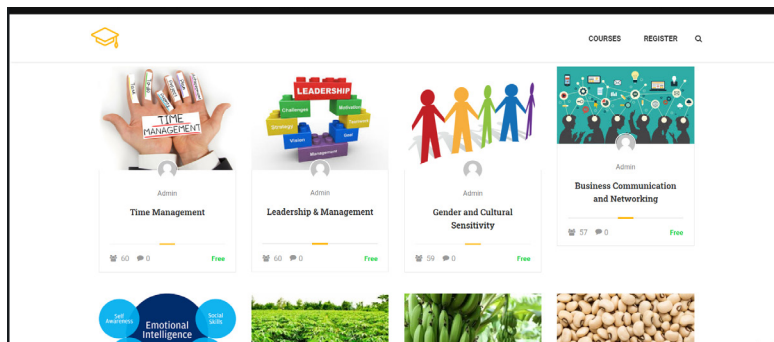 COURSES REGISTER
TIME
MANAGEMENT
Admin
Time Management
60 0 Free
LEADERSHIP
Challenges Motivation
Strategy
Vision Goal
Management
Admin
Leadership & Management
60 0 Free
Admin
Gender and Cultural
Sensitivity
59 0 Free
Admin
Business Communication
and Networking
57 0 Free
Self
Awareness
Emotional
Intelligence
Social
Skills